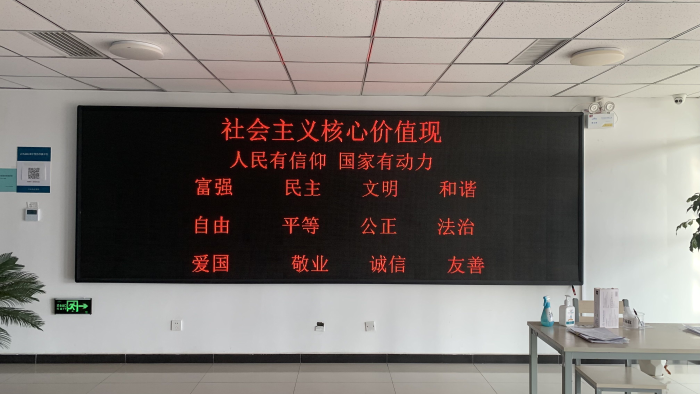 社会主义核心价值现
人民有信仰 国家有动力
富强 民主 文明 和谐
自由 平等 公正 法治
爱国 敬业 诚信 友善